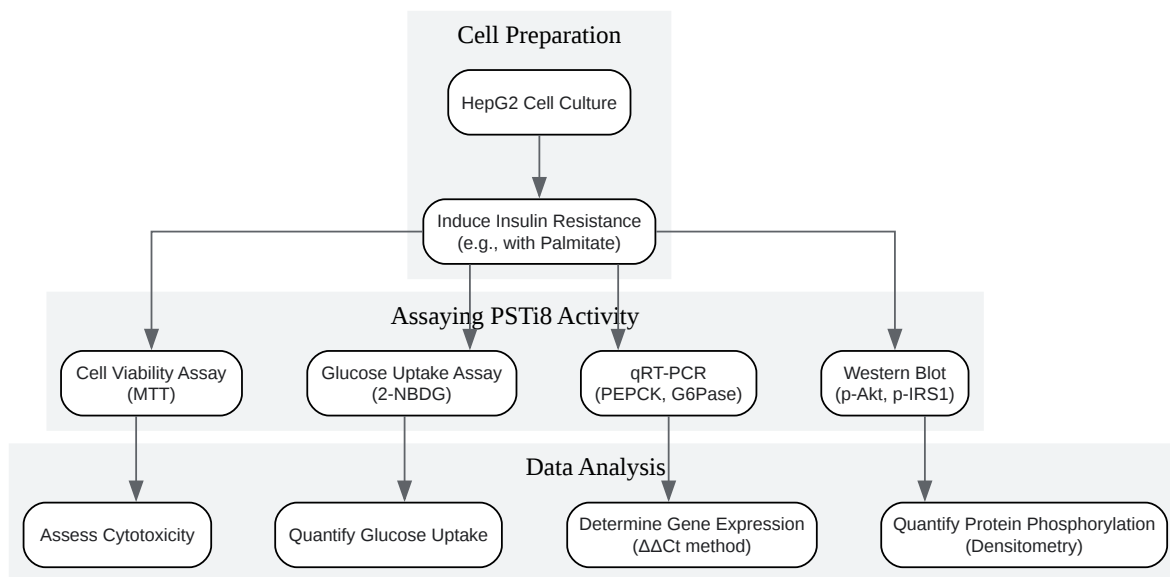 Cell Preparation
HepG2 Cell Culture
Induce Insulin Resistance
(e.g., with Palmitate)
Assaying PSTi8 Activity
Cell Viability Assay
(MTT)
Glucose Uptake Assay
(2-NBDG)
qRT-PCR
(PEPCK, G6Pase)
Western Blot
(p-Akt, p-IRS1)
Data Analysis
Assess Cytotoxicity
Quantify Glucose Uptake
Determine Gene Expression
(ΔΔCt method)
Quantify Protein Phosphorylation
(Densitometry)